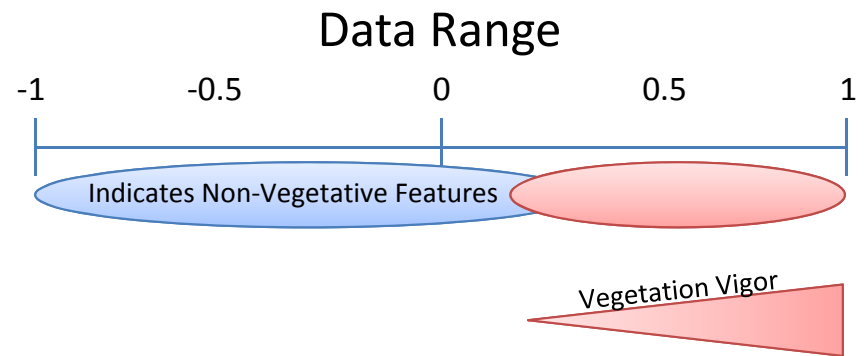 Data Range
-1 -0.5 0 0.5 1
Indicates Non-Vegetative Features
Vegetation Vigor